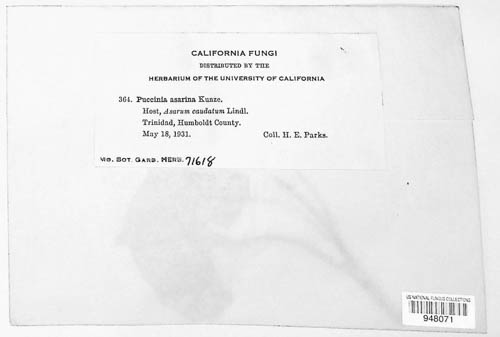 CALIFORNIA FUNGI
DISTRIBUTED BY THE
HERBARIUM OF THE UNIVERSITY OF CALIFORNIA
364. Puccinia asarina Kunze.
Host, Asarum caudatum Lindl.
Trinidad, Humboldt County.
May 18, 1931. Coll. H. E. Parks.
MO. BOT. GARD. HERB. 71618
US NATIONAL FUNGUS COLLECTIONS
948071